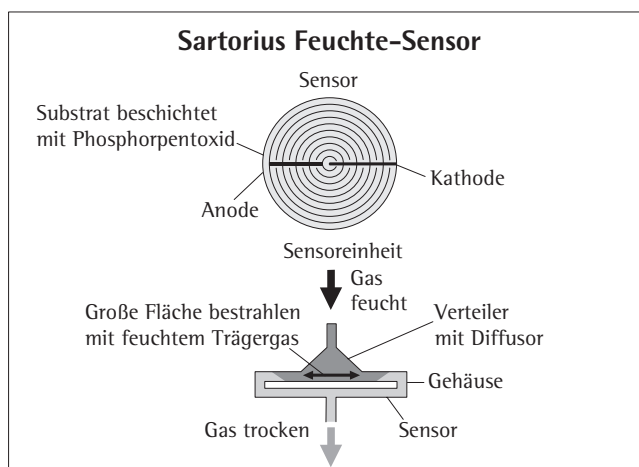 Sartorius Feuchte-Sensor
Sensor
Substrat beschichtet
mit Phosphorpentoxid
Kathode
Anode
Sensoreinheit
Gas
feucht
Große Fläche bestrahlen
mit feuchtem Trägergas
Verteiler
mit Diffusor
Gehäuse
Gas trocken
Sensor